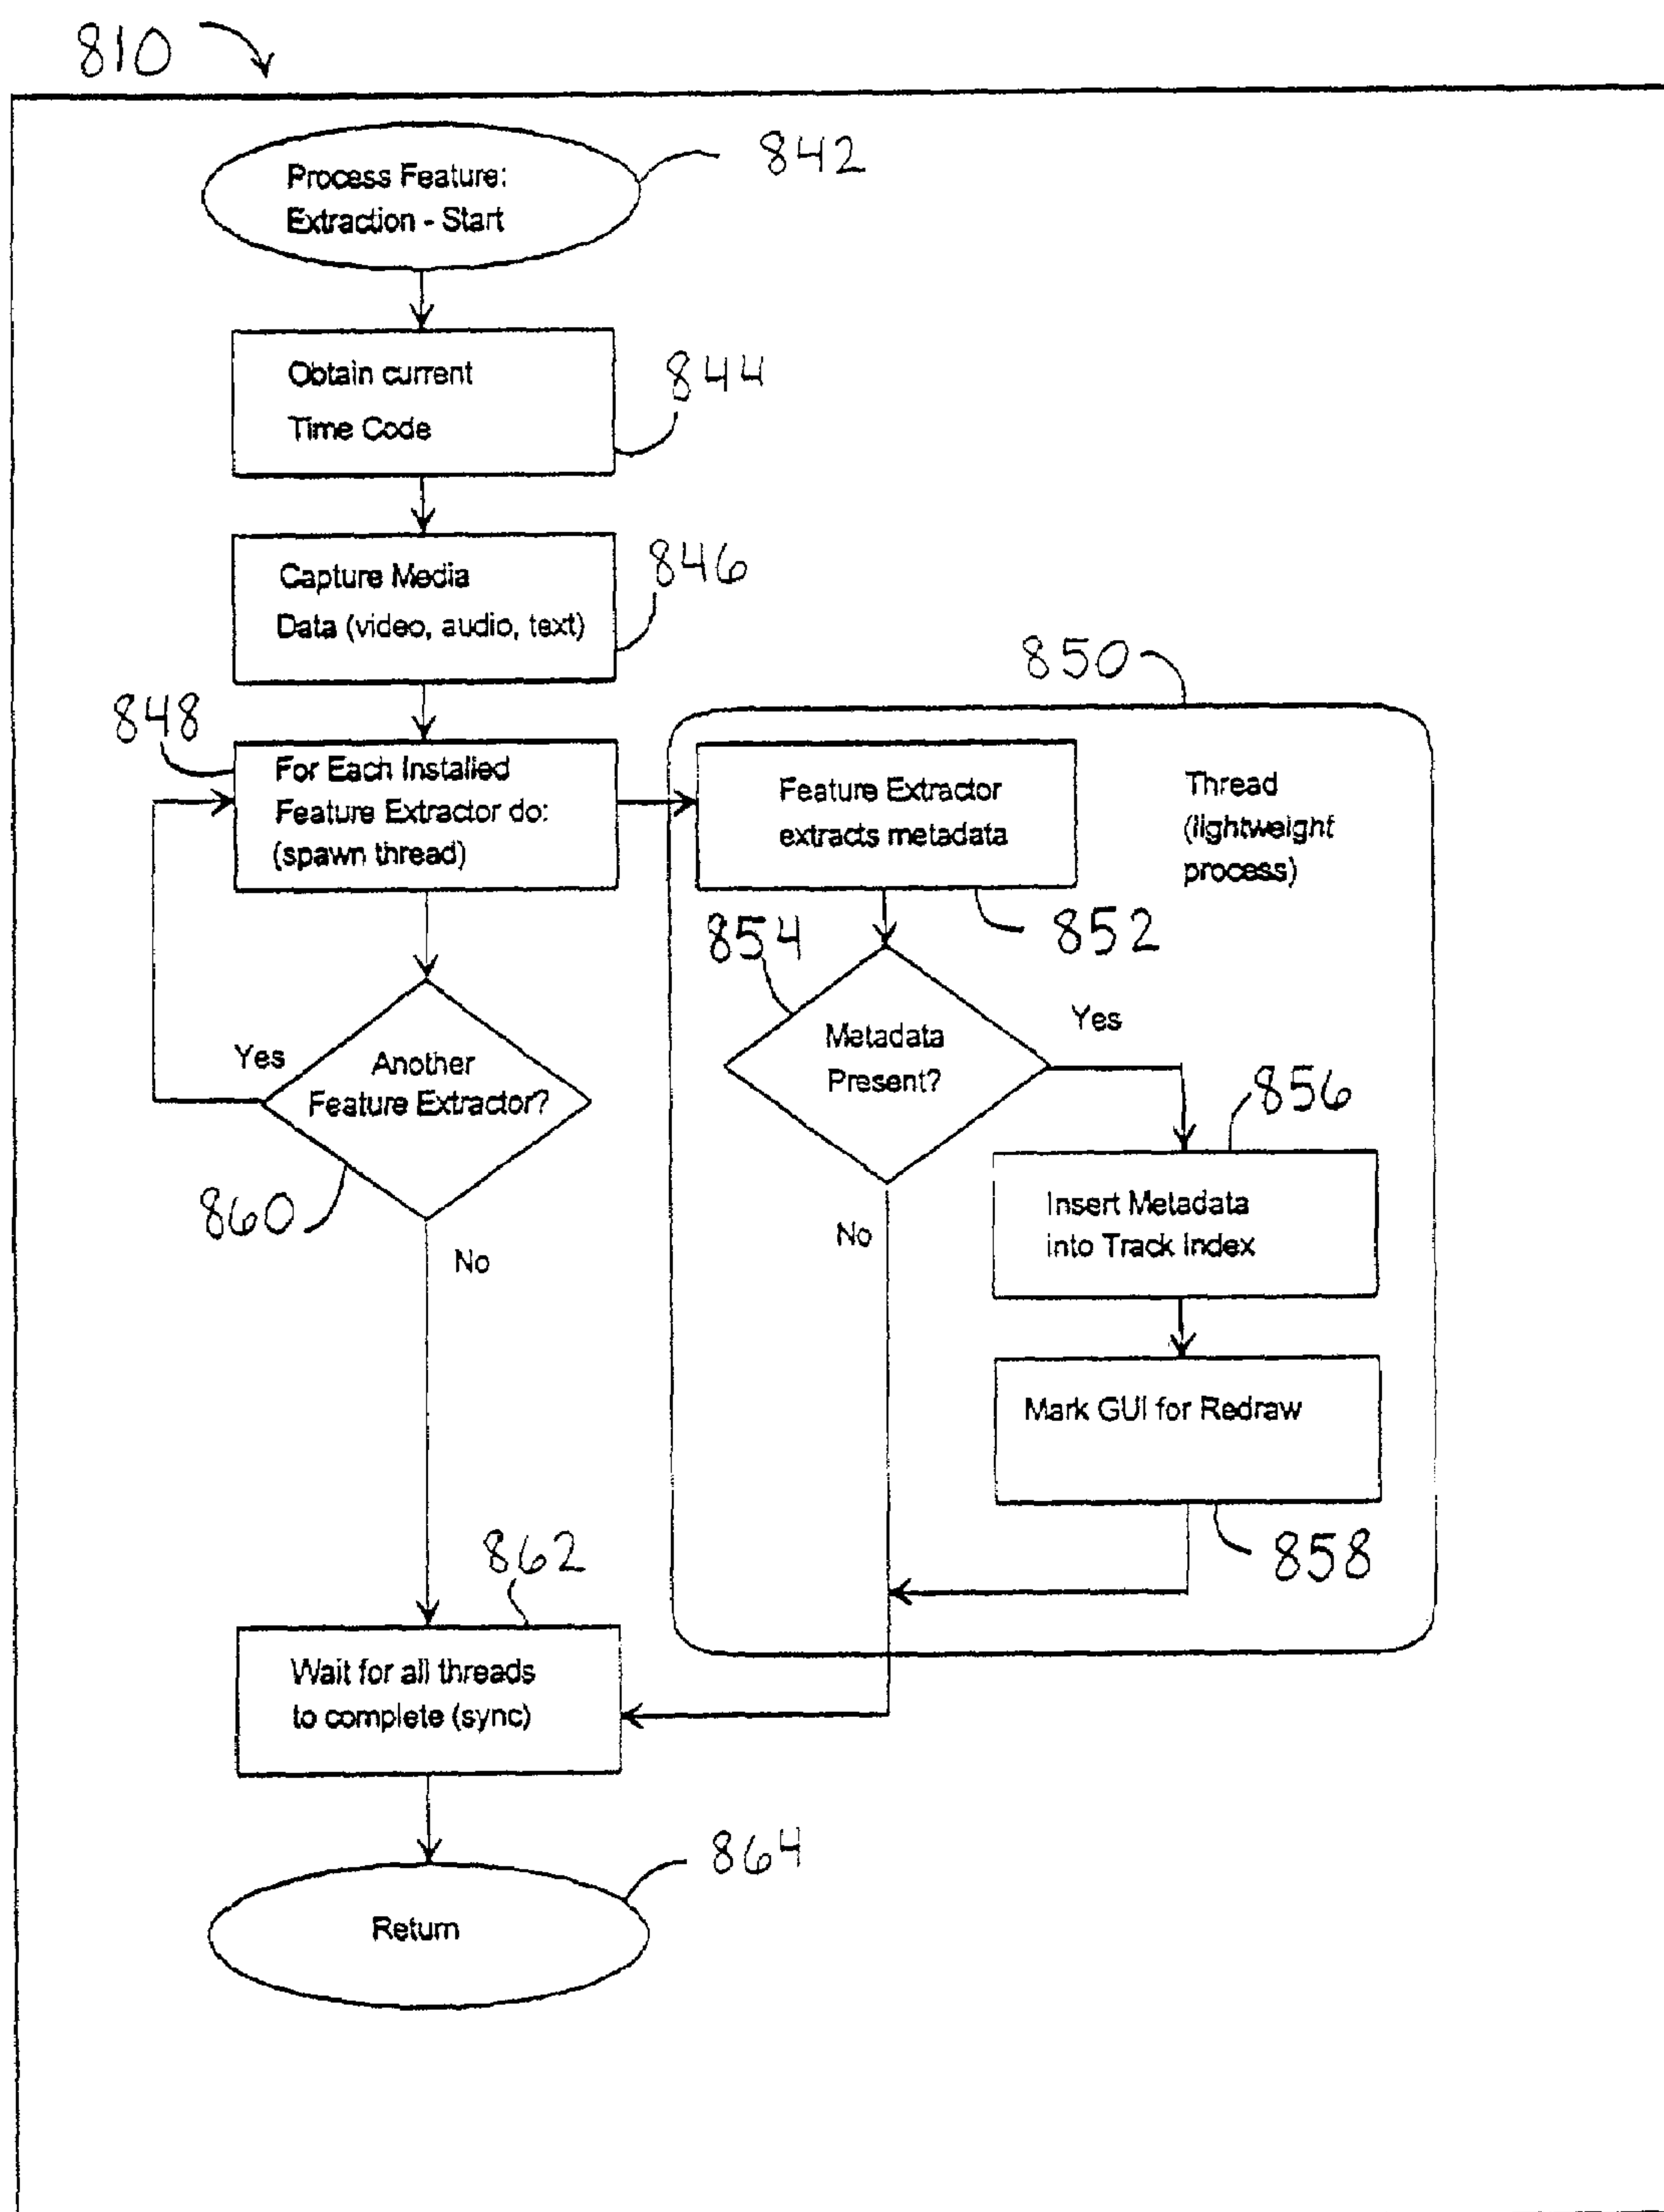 810
Process Feature:
Extraction - Start
842
Obtain current
Time Code
844
Capture Media
Data (video, audio, text)
846
848
For Each Installed
Feature Extractor do:
(spawn thread)
850
Feature Extractor
extracts metadata
Thread
(lightweight
process)
852
854
Metadata
Present?
Yes
No
856
Insert Metadata
into Track Index
Mark GUI for Redraw
858
Yes
Another
Feature Extractor?
860
No
862
Wait for all threads
to complete (sync)
864
Return